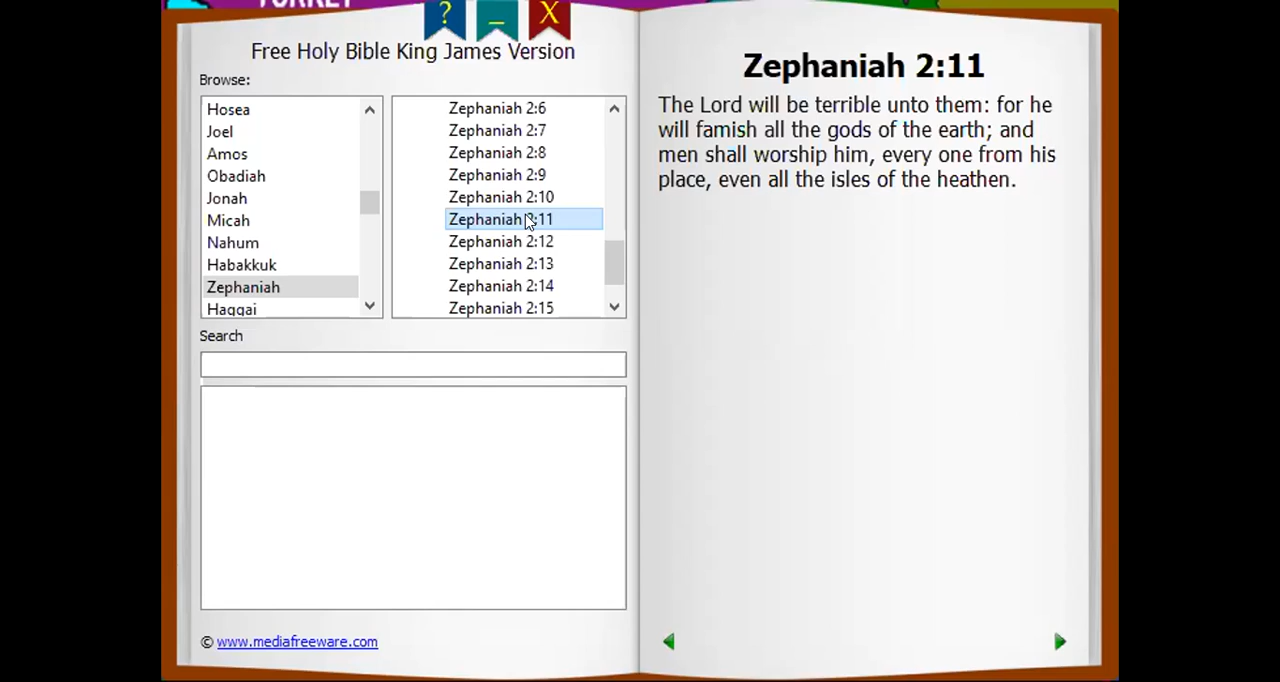 TURKEY
? _ X
Free Holy Bible King James Version
Browse:
Hosea
Joel
Amos
Obadiah
Jonah
Micah
Nahum
Habakkuk
Zephaniah
Haggai
Zephaniah 2:6
Zephaniah 2:7
Zephaniah 2:8
Zephaniah 2:9
Zephaniah 2:10
Zephaniah 2:11
Zephaniah 2:12
Zephaniah 2:13
Zephaniah 2:14
Zephaniah 2:15
Search
© www.mediafreeware.com
Zephaniah 2:11
The Lord will be terrible unto them: for he
will famish all the gods of the earth; and
men shall worship him, every one from his
place, even all the isles of the heathen.